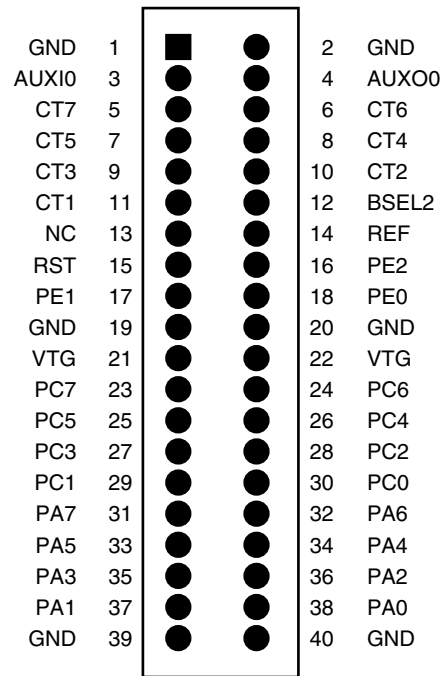 GND 1 2 GND
AUXI0 3 4 AUXO0
CT7 5 6 CT6
CT5 7 8 CT4
CT3 9 10 CT2
CT1 11 12 BSEL2
NC 13 14 REF
RST 15 16 PE2
PE1 17 18 PE0
GND 19 20 GND
VTG 21 22 VTG
PC7 23 24 PC6
PC5 25 26 PC4
PC3 27 28 PC2
PC1 29 30 PC0
PA7 31 32 PA6
PA5 33 34 PA4
PA3 35 36 PA2
PA1 37 38 PA0
GND 39 40 GND